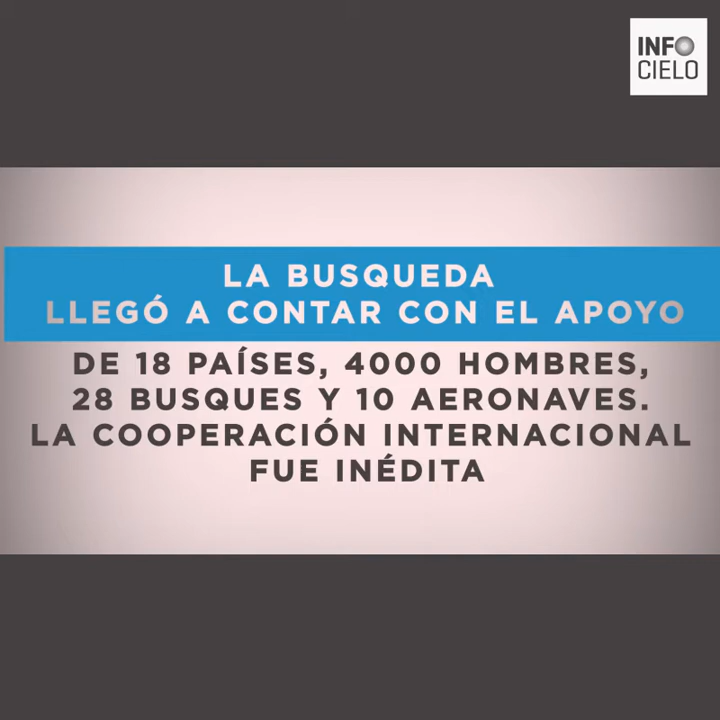 INFO
CIELO
LA BUSQUEDA
LLEGÓ A CONTAR CON EL APOYO
DE 18 PAÍSES, 4000 HOMBRES,
28 BUSQUES Y 10 AERONAVES.
LA COOPERACIÓN INTERNACIONAL
FUE INÉDITA